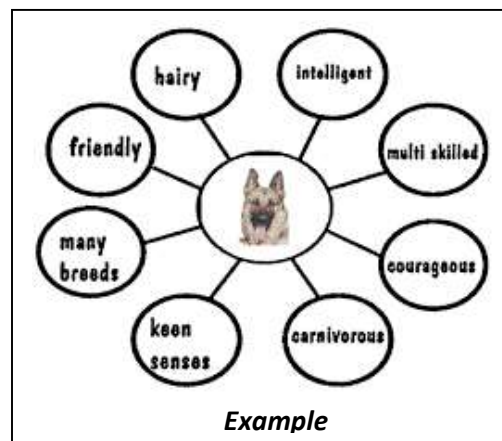 hairy
intelligent
friendly
multi skilled
many
breeds
courageous
keen
senses
carnivorous
Example